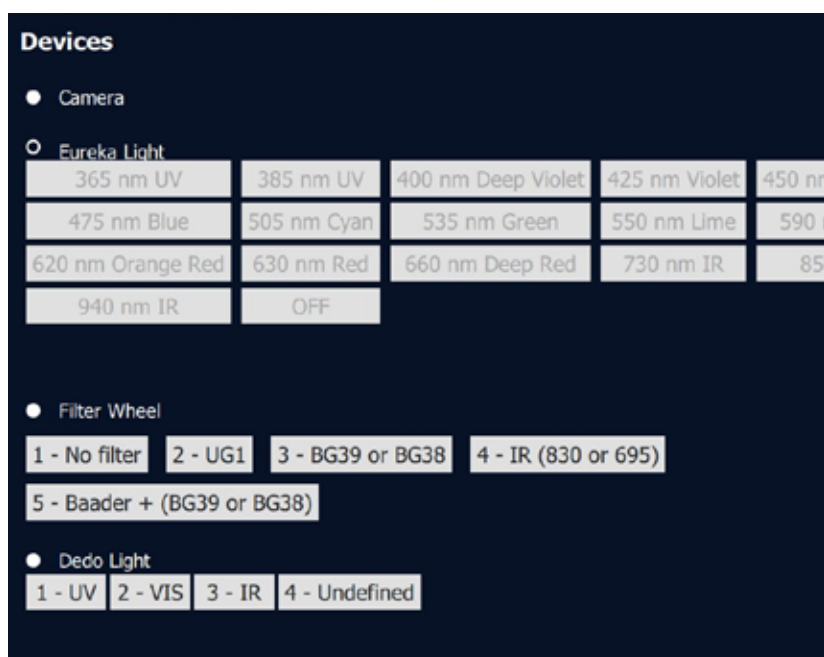 Devices
Camera
Eureka Light
365 nm UV 385 nm UV 400 nm Deep Violet 425 nm Violet 450
475 nm Blue 505 nm Cyan 535 nm Green 550 nm Lime 590
620 nm Orange Red 630 nm Red 660 nm Deep Red 730 nm IR 85
940 nm IR OFF
Filter Wheel
1 - No filter 2 - UG1 3 - BG39 or BG38 4 - IR (830 or 695)
5 - Baader + (BG39 or BG38)
Dedo Light
1 - UV 2 - VIS 3 - IR 4 - Undefined